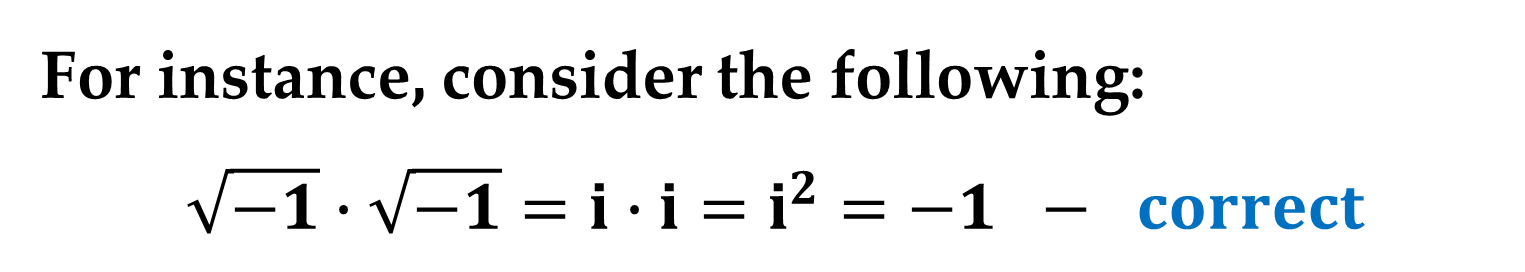 For instance, consider the following:
√−1 · √−1 = i · i = i² = −1 − correct